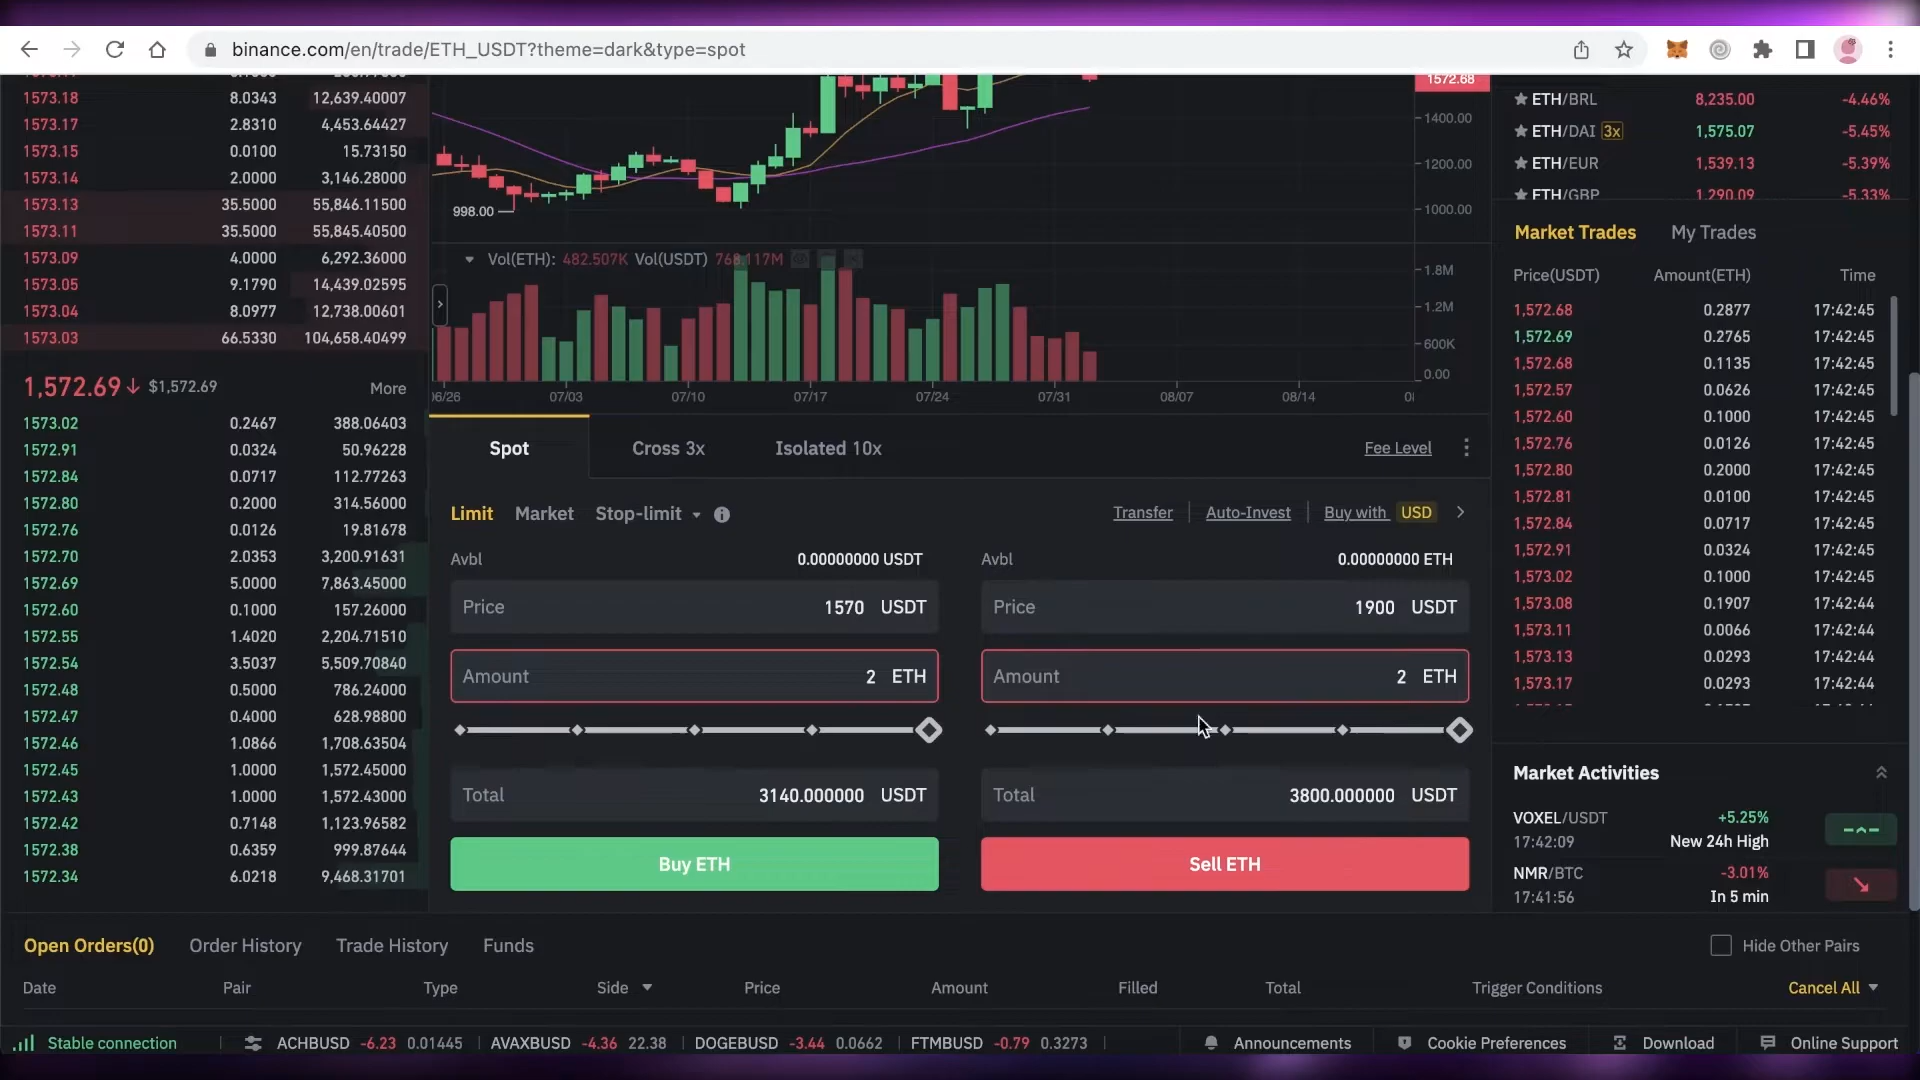 binance.com/en/trade/ETH_USDT?theme=dark&type=spot
1573.18 8.0343 12,639.40007
1573.17 2.8310 4,453.64427
1573.15 0.0100 15.73150
1573.14 2.0000 3,146.28000
1573.13 35.5000 55,846.11500
1573.11 35.5000 55,845.40500
1573.09 4.0000 6,292.36000
1573.05 9.1790 14,439.02595
1573.04 8.0977 12,738.00601
1573.03 66.5330 104,658.40499
1,572.69↓ $1,572.69 More
1573.02 0.2467 388.06403
1572.91 0.0324 50.96228
1572.84 0.0717 112.77263
1572.80 0.2000 314.56000
1572.76 0.0126 19.81678
1572.70 2.0353 3,200.91631
1572.69 5.0000 7,863.45000
1572.60 0.1000 157.26000
1572.55 1.4020 2,204.71510
1572.54 3.5037 5,509.70840
1572.48 0.5000 786.24000
1572.47 0.4000 628.98800
1572.46 1.0866 1,708.63504
1572.45 1.0000 1,572.45000
1572.43 1.0000 1,572.43000
1572.42 0.7148 1,123.96582
1572.38 0.6359 999.87644
1572.34 6.0218 9,468.31701
1572.68
1400.00
1200.00
998.00
1000.00
Vol(ETH): 482.507K Vol(USDT) 768.117M
1.8M
1.2M
600K
0.00
07/03 07/10 07/17 07/24 07/31 08/07 08/14
Spot Cross 3x Isolated 10x Fee Level
Limit Market Stop-limit Transfer Auto-Invest Buy with USD
Avbl 0.00000000 USDT Avbl 0.00000000 ETH
Price 1570 USDT Price 1900 USDT
Amount 2 ETH Amount 2 ETH
Total 3140.000000 USDT Total 3800.000000 USDT
Buy ETH Sell ETH
ETH/BRL 8,235.00 -4.46%
ETH/DAI 3x 1,575.07 -5.45%
ETH/EUR 1,539.13 -5.39%
ETH/GBP 1,290.09 -5.33%
Market Trades My Trades
Price(USDT) Amount(ETH) Time
1,572.68 0.2877 17:42:45
1,572.69 0.2765 17:42:45
1,572.68 0.1135 17:42:45
1,572.57 0.0626 17:42:45
1,572.60 0.1000 17:42:45
1,572.76 0.0126 17:42:45
1,572.80 0.2000 17:42:45
1,572.81 0.0100 17:42:45
1,572.84 0.0717 17:42:45
1,572.91 0.0324 17:42:45
1,573.02 0.1000 17:42:45
1,573.08 0.1907 17:42:44
1,573.11 0.0066 17:42:44
1,573.13 0.0293 17:42:44
1,573.17 0.0293 17:42:44
Market Activities
VOXEL/USDT +5.25%
17:42:09 New 24h High
NMR/BTC -3.01%
17:41:56 In 5 min
Open Orders(0) Order History Trade History Funds Hide Other Pairs
Date Pair Type Side Price Amount Filled Total Trigger Conditions Cancel All
Stable connection ACHBUSD -6.23 0.01445 AVAXBUSD -4.36 22.38 DOGEBUSD -3.44 0.0662 FTMBUSD -0.79 0.3273 Announcements Cookie Preferences Download Online Support